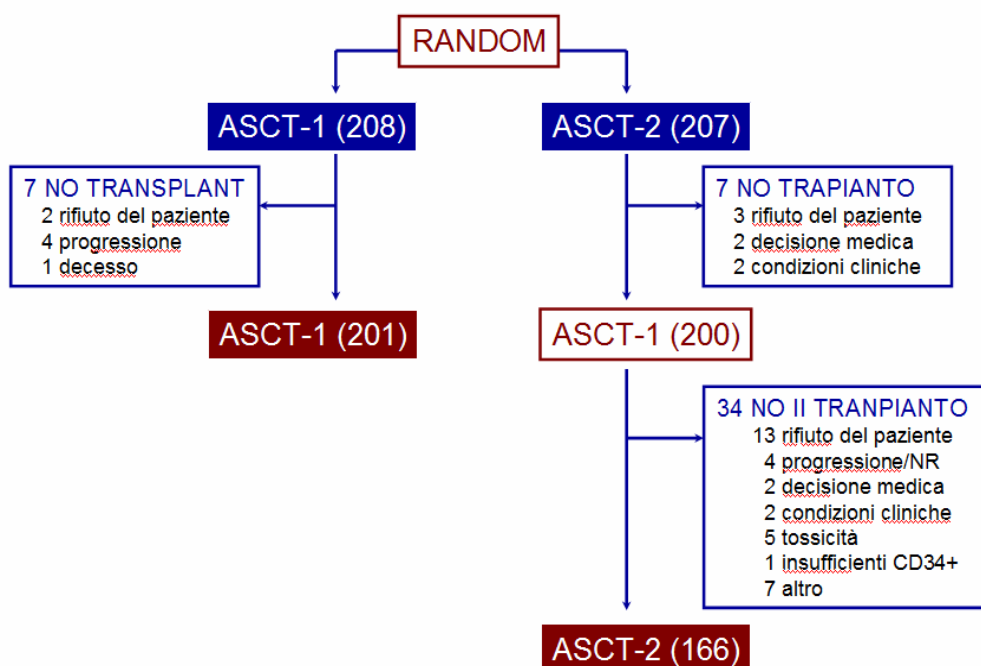 RANDOM
ASCT-1 (208)
ASCT-2 (207)
7 NO TRANSPLANT
2 rifiuto del paziente
4 progressione
1 decesso
7 NO TRAPIANTO
3 rifiuto del paziente
2 decisione medica
2 condizioni cliniche
ASCT-1 (201)
ASCT-1 (200)
34 NO II TRANPIANTO
13 rifiuto del paziente
4 progressione/NR
2 decisione medica
2 condizioni cliniche
5 tossicità
1 insufficienti CD34+
7 altro
ASCT-2 (166)